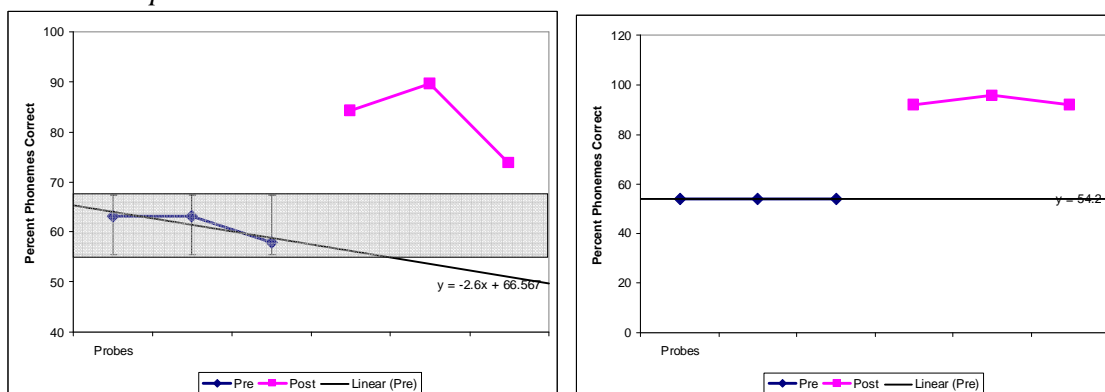 Percent Phonemes Correct
100
90
80
70
60
50
40
y = -2.6x + 66.567
Probes
Pre
Post
Linear (Pre)
Percent Phonemes Correct
120
100
80
60
40
20
0
y = 54.2
Probes
Pre
Post
Linear (Pre)